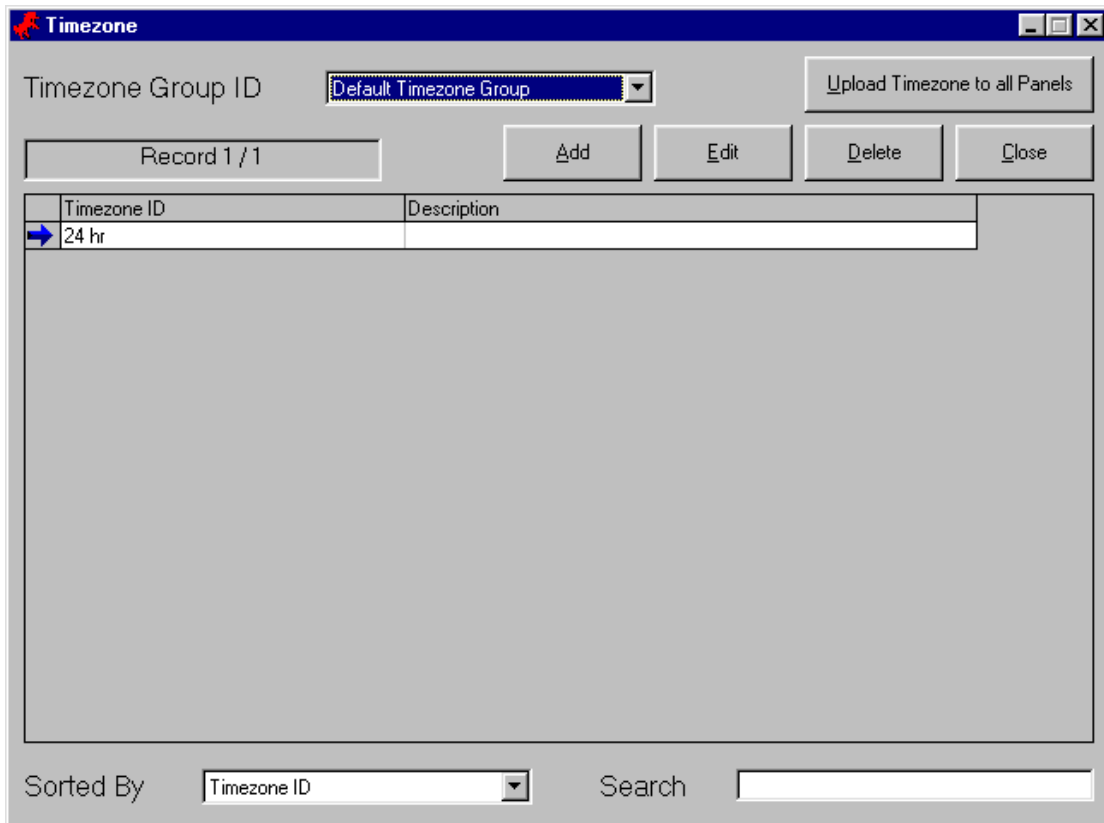 Timezone
Timezone Group ID Default Timezone Group Upload Timezone to all Panels
Record 1 / 1 Add Edit Delete Close
Timezone ID Description
24 hr
Sorted By Timezone ID Search